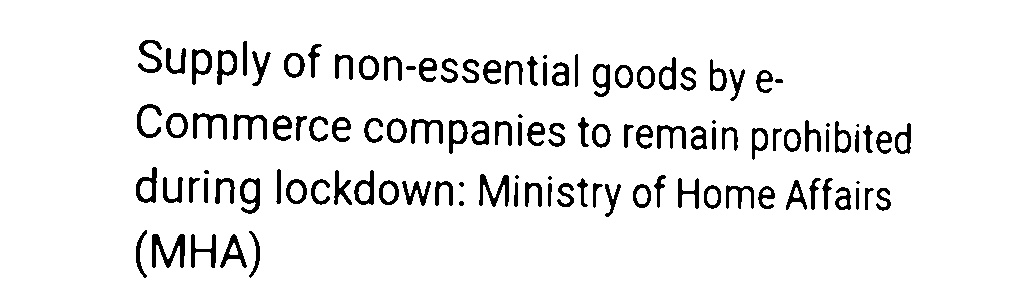 Supply of non-essential goods by e-
Commerce companies to remain prohibited
during lockdown: Ministry of Home Affairs
(MHA)